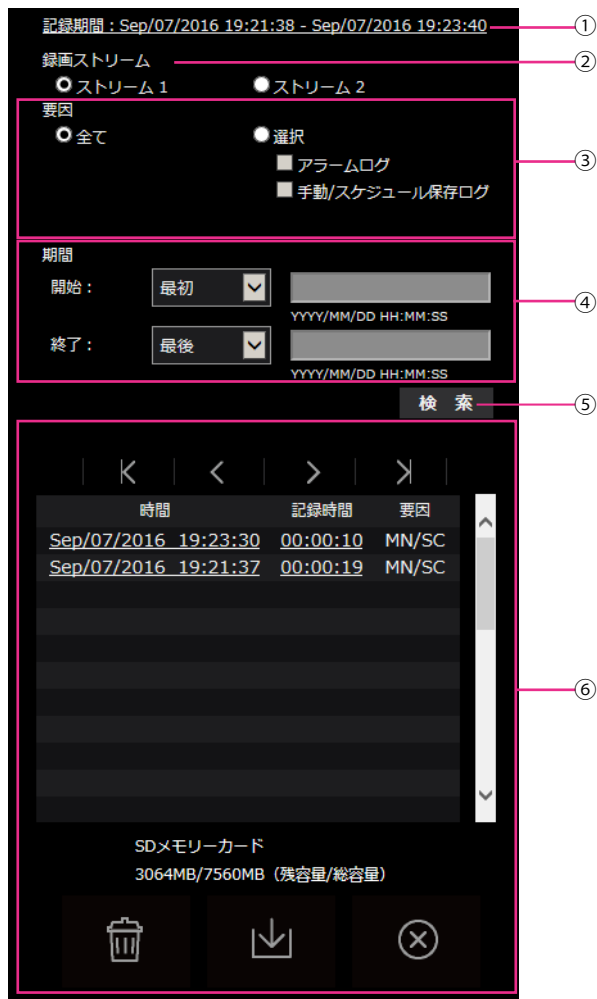 記録期間 : Sep/07/2016 19:21:38 - Sep/07/2016 19:23:40 ①
録画ストリーム ②
ストリーム 1 ストリーム 2
要因
全て 選択
アラームログ ③
手動/スケジュール保存ログ
期間
開始 : 最初
YYYY/MM/DD HH:MM:SS ④
終了 : 最後
YYYY/MM/DD HH:MM:SS
検 索 ⑤
時間 記録時間 要因
Sep/07/2016 19:23:30 00:00:10 MN/SC
Sep/07/2016 19:21:37 00:00:19 MN/SC
⑥
SDメモリーカード
3064MB/7560MB（残容量/総容量）